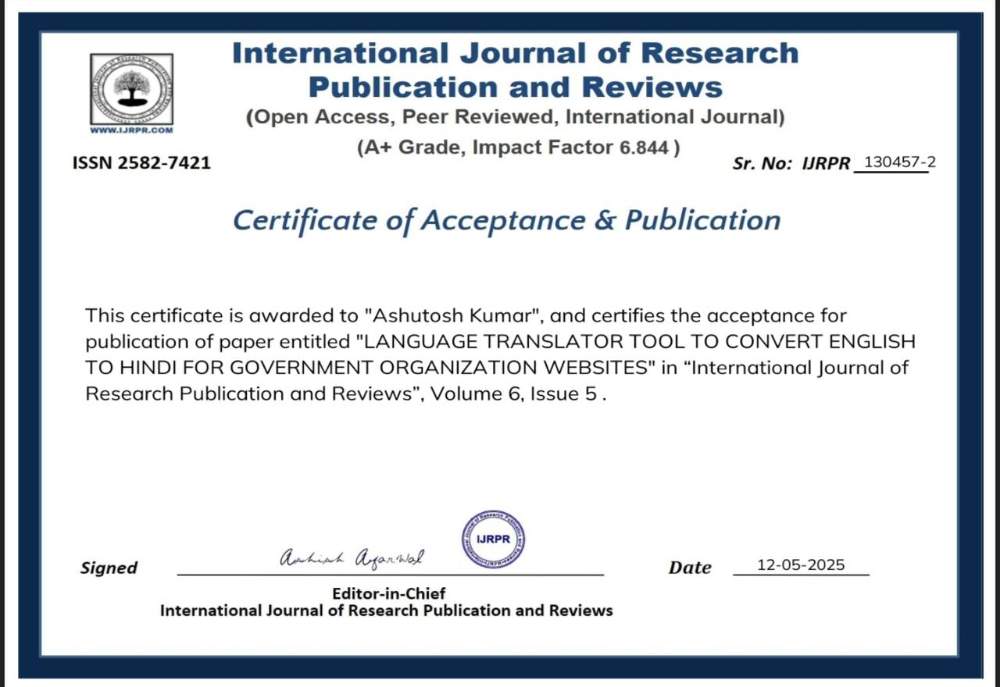 International Journal of Research
Publication and Reviews
(Open Access, Peer Reviewed, International Journal)
(A+ Grade, Impact Factor 6.844 )
WWW.IJRPR.COM
ISSN 2582-7421
Sr. No: IJRPR 130457-2
Certificate of Acceptance & Publication
This certificate is awarded to "Ashutosh Kumar", and certifies the acceptance for
publication of paper entitled "LANGUAGE TRANSLATOR TOOL TO CONVERT ENGLISH
TO HINDI FOR GOVERNMENT ORGANIZATION WEBSITES" in “International Journal of
Research Publication and Reviews”, Volume 6, Issue 5 .
IJRPR
Signed Ashish Agarwal
Date 12-05-2025
Editor-in-Chief
International Journal of Research Publication and Reviews